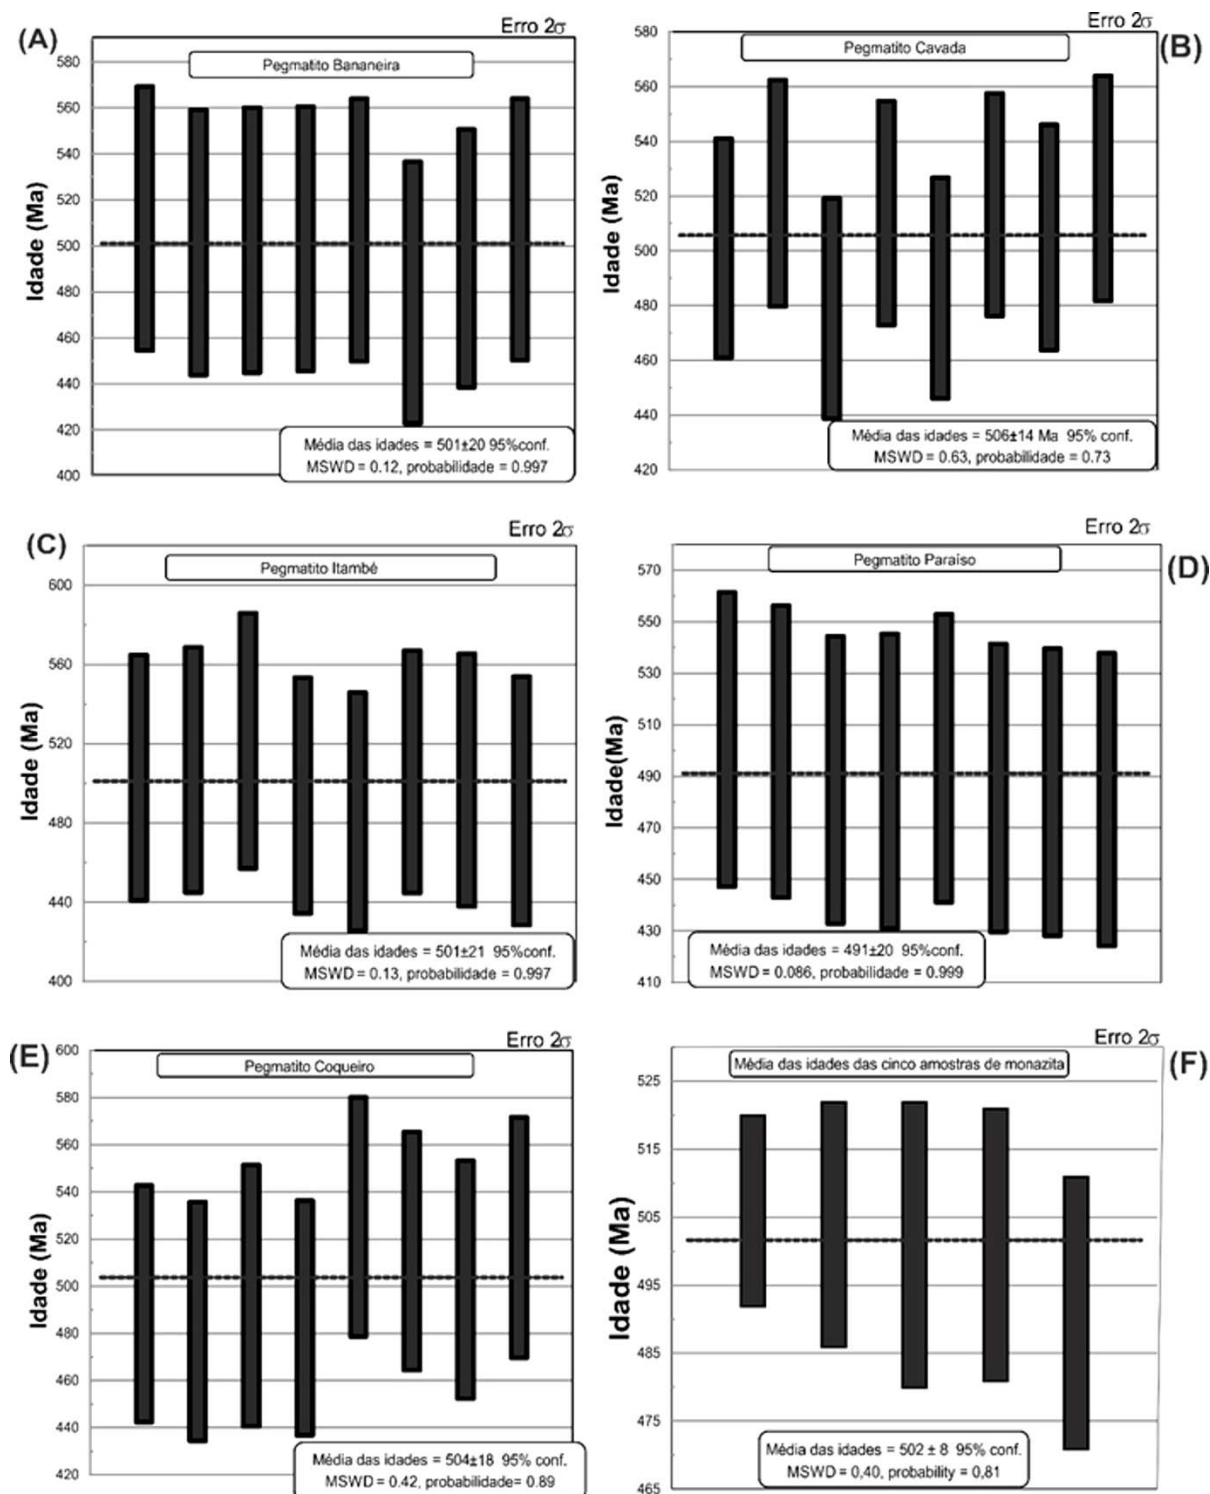 (A)
Erro 2σ
Pegmatito Bananeira
Idade (Ma)
580
560
540
520
500
480
460
440
420
400
Média das idades = 501±20 95%conf.
MSWD = 0.12, probabilidade = 0.997
Erro 2σ
(B)
Pegmatito Cavada
Idade (Ma)
580
560
540
520
500
480
460
440
420
Média das idades = 506±14 Ma 95% conf.
MSWD = 0.63, probabilidade = 0.73
(C)
Erro 2σ
Pegmatito Itambé
Idade (Ma)
600
560
520
480
440
400
Média das idades = 501±21 95%conf.
MSWD = 0.13, probabilidade = 0.997
Erro 2σ
(D)
Pegmatito Paraíso
Idade(Ma)
570
550
530
510
490
470
450
430
410
Média das idades = 491±20 95%conf.
MSWD = 0.086, probabilidade = 0.999
(E)
Erro 2σ
Pegmatito Coqueiro
Idade (Ma)
600
580
560
540
520
500
480
460
440
420
Média das idades = 504±18 95% conf.
MSWD = 0.42, probabilidade= 0.89
Erro 2σ
(F)
Média das idades das cinco amostras de monazita
Idade (Ma)
525
515
505
495
485
475
465
Média das idades = 502 ± 8 95% conf.
MSWD = 0,40, probability = 0,81